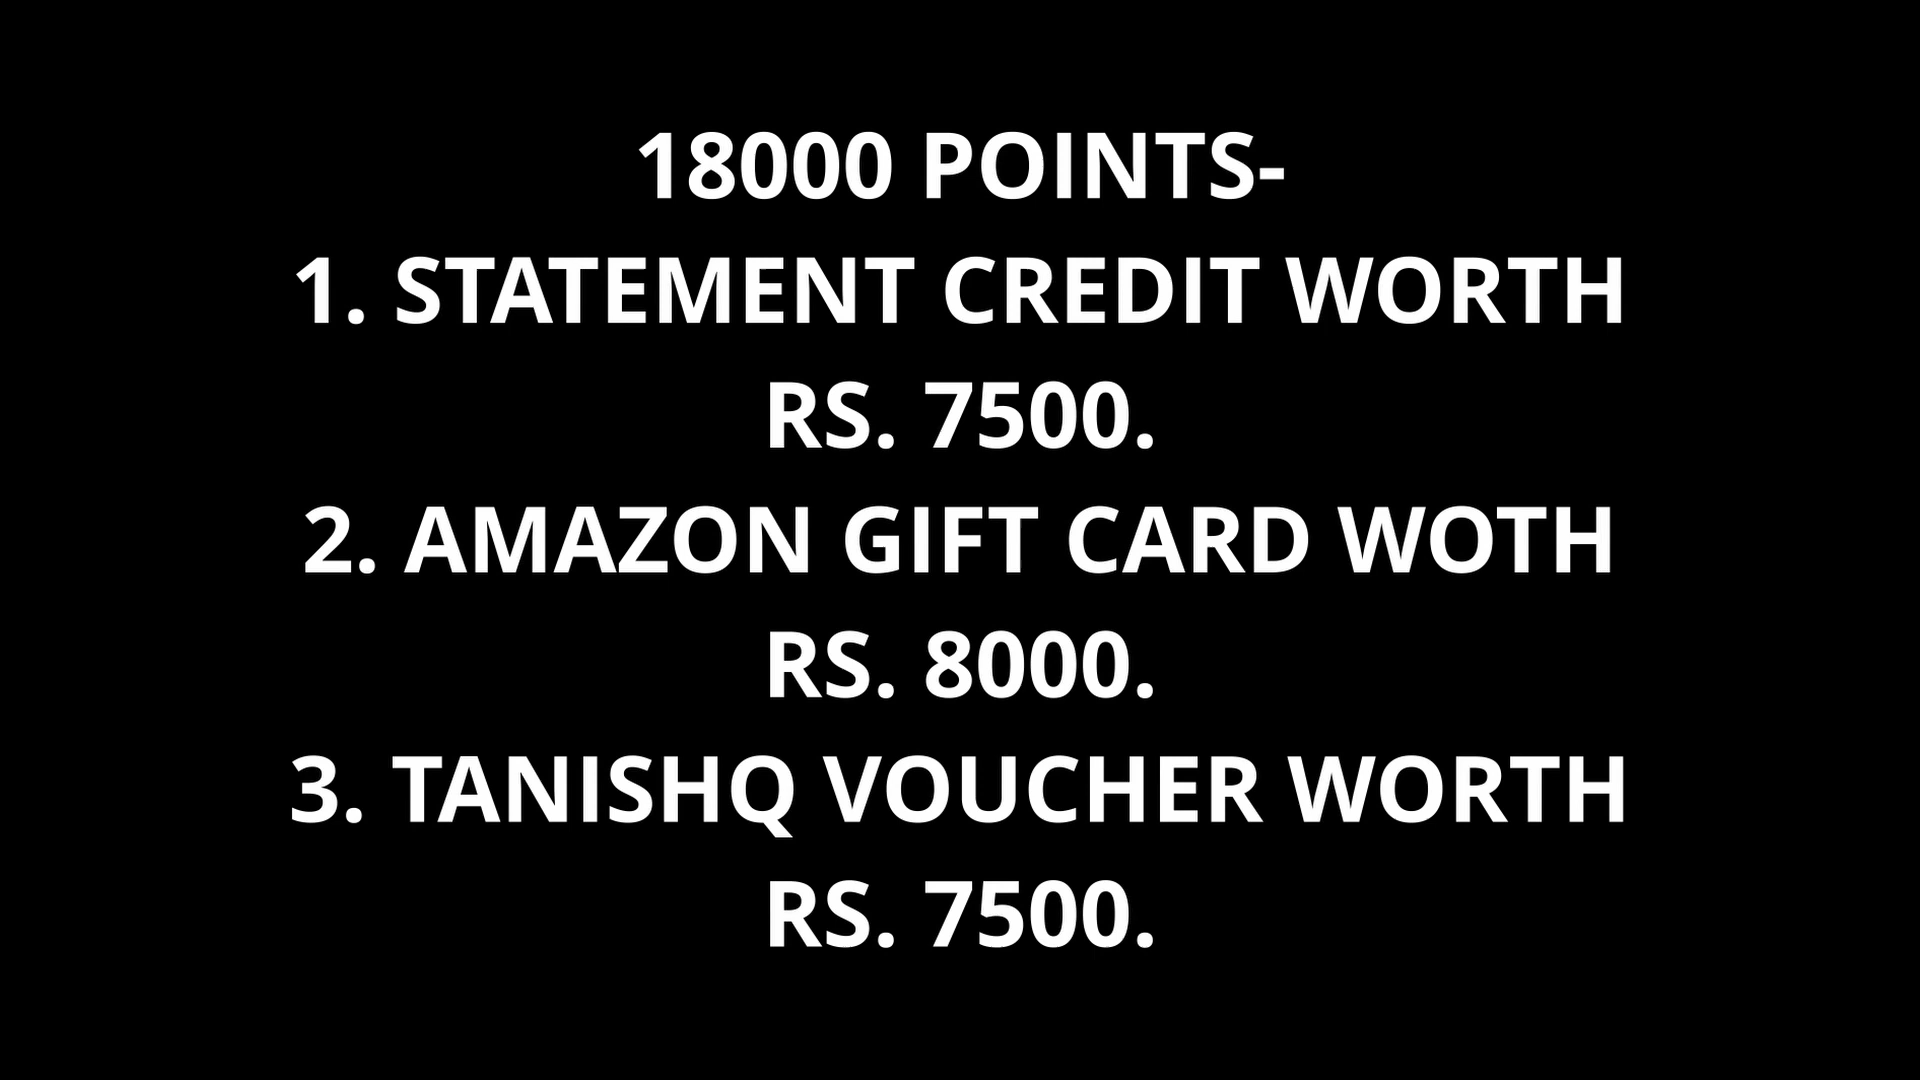 18000 POINTS-
1. STATEMENT CREDIT WORTH
RS. 7500.
2. AMAZON GIFT CARD WOTH
RS. 8000.
3. TANISHQ VOUCHER WORTH
RS. 7500.